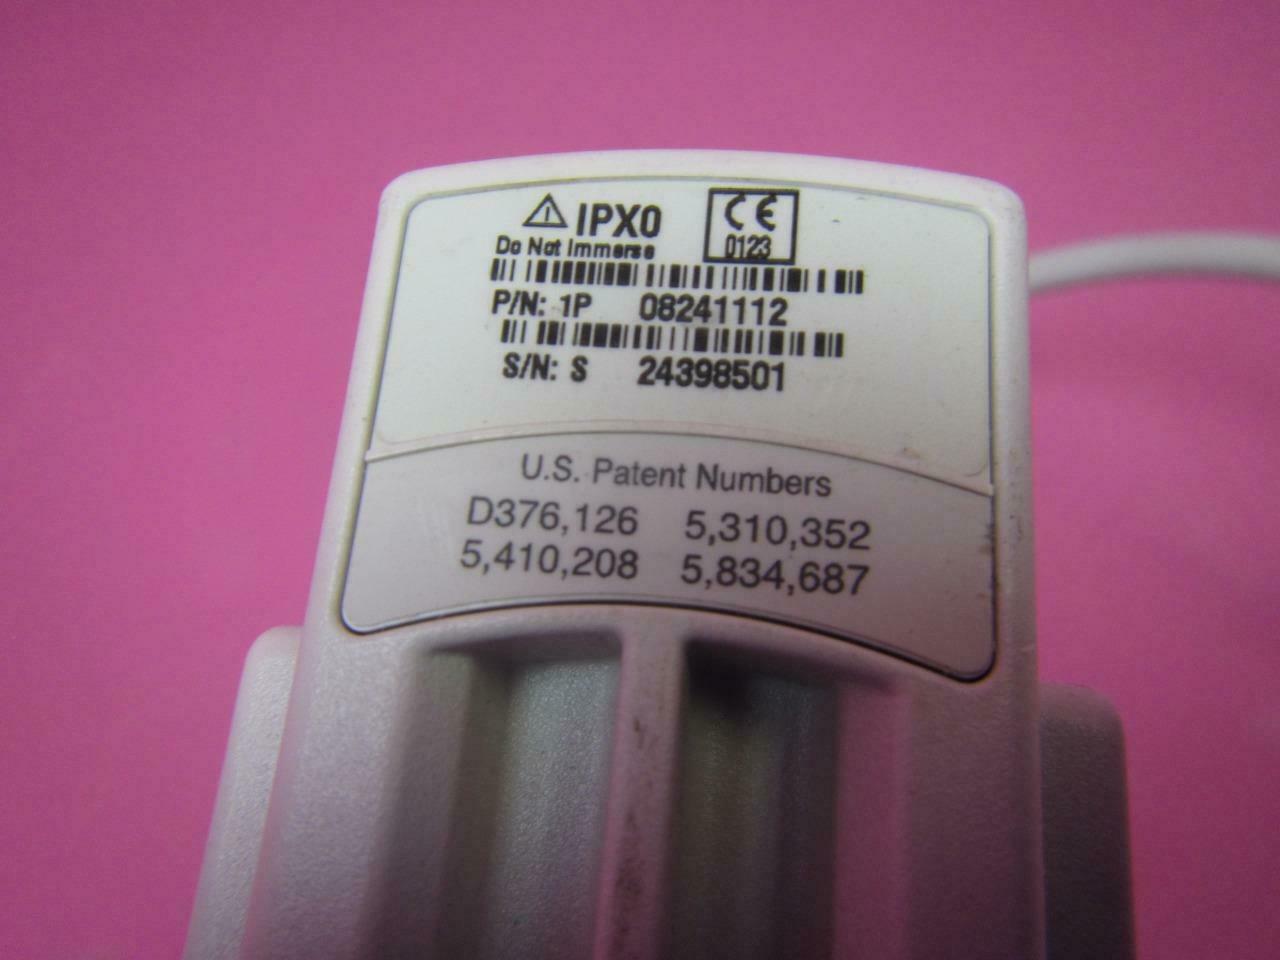 IPX0
Do Not Immerse
CE
0123
P/N: 1P 08241112
S/N: S 24398501
U.S. Patent Numbers
D376,126 5,310,352
5,410,208 5,834,687